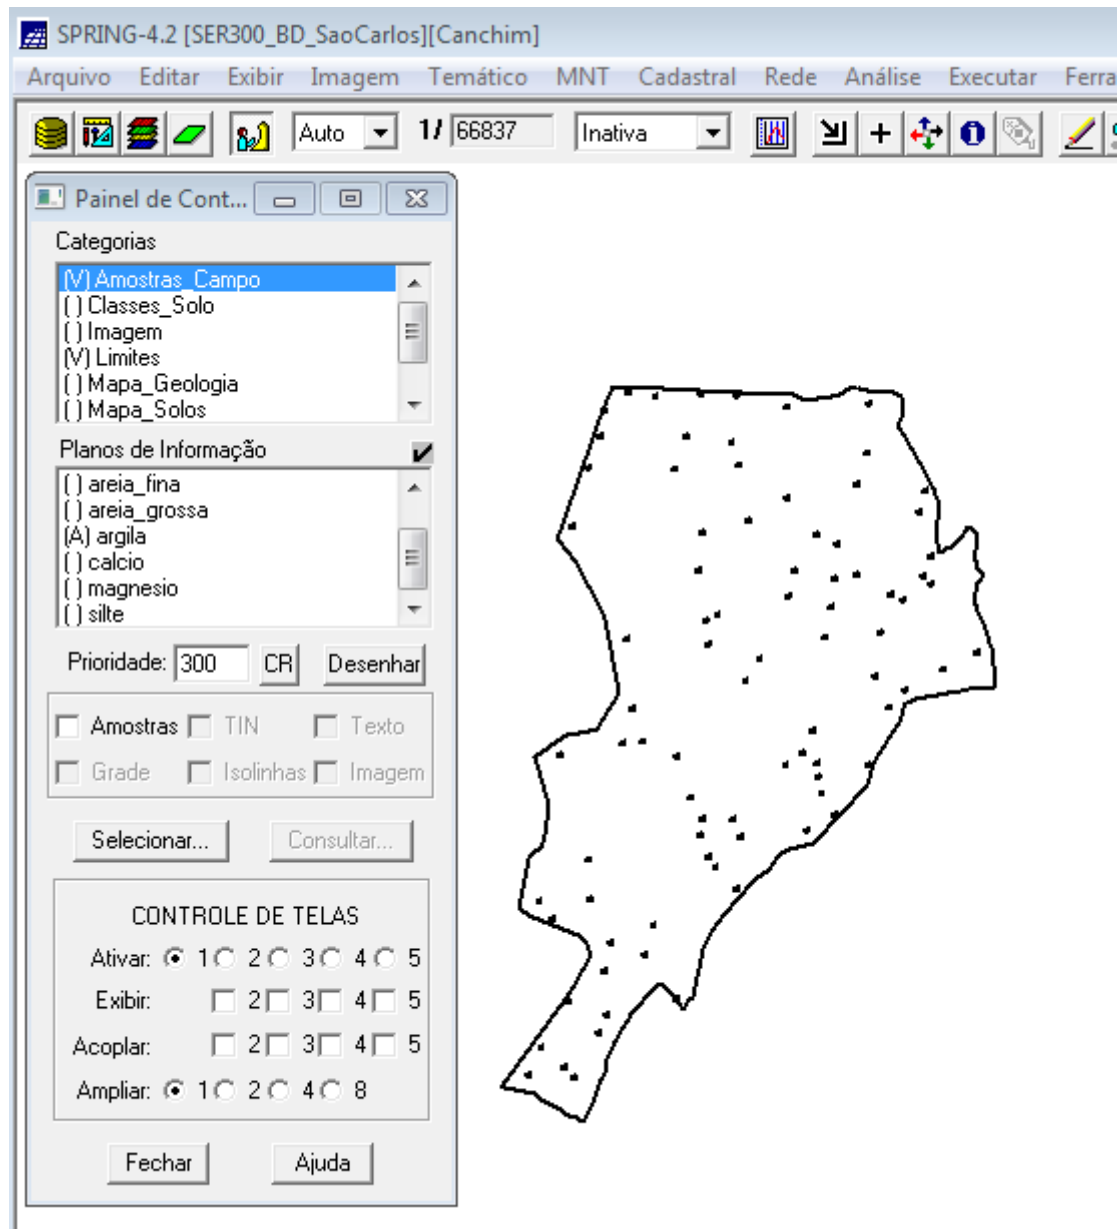 SPRING-4.2 [SER300_BD_SaoCarlos][Canchim]
Arquivo Editar Exibir Imagem Temático MNT Cadastral Rede Análise Executar Ferra
Auto 1/ 66837 Inativa
Painel de Cont...
Categorias
(V) Amostras_Campo
( ) Classes_Solo
( ) Imagem
(V) Limites
( ) Mapa_Geologia
( ) Mapa_Solos
Planos de Informação
( ) areia_fina
( ) areia_grossa
(A) argila
( ) calcio
( ) magnesio
( ) silte
Prioridade: 300 CR Desenhar
Amostras TIN Texto
Grade Isolinhas Imagem
Selecionar... Consultar...
CONTROLE DE TELAS
Ativar: 1 2 3 4 5
Exibir: 2 3 4 5
Acoplar: 2 3 4 5
Ampliar: 1 2 4 8
Fechar Ajuda